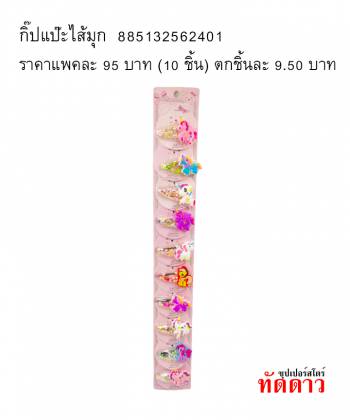 กิ๊ปแป๊ะไส้มุก 885132562401
ราคาแพคละ 95 บาท (10 ชิ้น) ตกชิ้นละ 9.50 บาท
ซุปเปอร์สโตร์
ทัดดาว